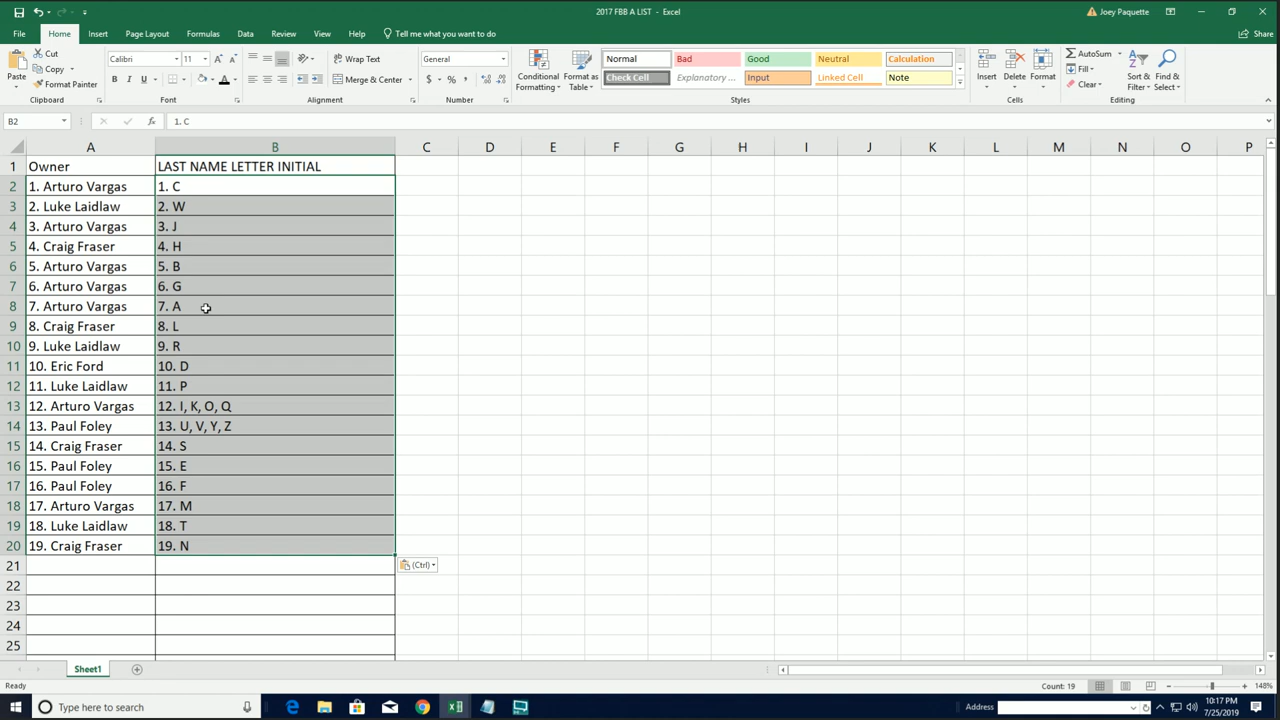 2017 FBB A LIST - Excel
Joey Paquette
File Home Insert Page Layout Formulas Data Review View Help Tell me what you want to do
Share
Paste
Cut
Copy
Format Painter
Clipboard
Calibri 11
B I U
Font
Wrap Text
Merge & Center
Alignment
General
$ % ,
Number
Conditional Formatting
Format as Table
Normal Bad Good Neutral Calculation
Check Cell Explanatory ... Input Linked Cell Note
Styles
Insert Delete Format
Cells
AutoSum
Fill
Clear
Sort & Filter
Find & Select
Editing
B2 fx 1. C
A B C D E F G H I J K L M N O P
1 Owner LAST NAME LETTER INITIAL
2 1. Arturo Vargas 1. C
3 2. Luke Laidlaw 2. W
4 3. Arturo Vargas 3. J
5 4. Craig Fraser 4. H
6 5. Arturo Vargas 5. B
7 6. Arturo Vargas 6. G
8 7. Arturo Vargas 7. A
9 8. Craig Fraser 8. L
10 9. Luke Laidlaw 9. R
11 10. Eric Ford 10. D
12 11. Luke Laidlaw 11. P
13 12. Arturo Vargas 12. I, K, O, Q
14 13. Paul Foley 13. U, V, Y, Z
15 14. Craig Fraser 14. S
16 15. Paul Foley 15. E
17 16. Paul Foley 16. F
18 17. Arturo Vargas 17. M
19 18. Luke Laidlaw 18. T
20 19. Craig Fraser 19. N
21 (Ctrl)
22
23
24
25
Sheet1
Ready Count: 19 148%
Type here to search
Address
10:17 PM
7/25/2019